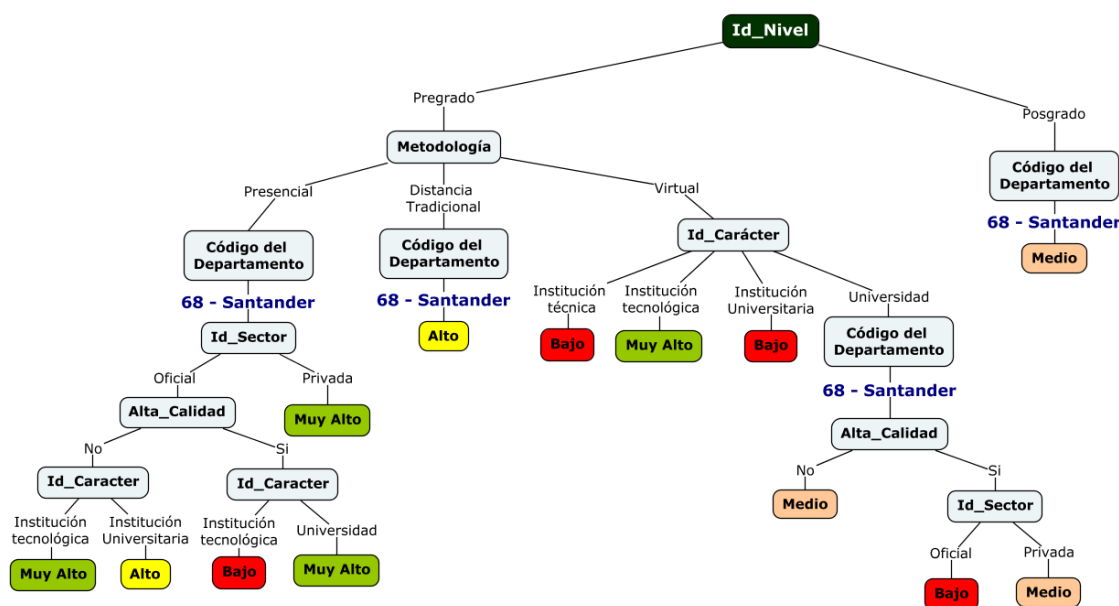 Id_Nivel
Pregrado
Posgrado
Metodología
Código del
Departamento
Presencial
Distancia
Tradicional
Virtual
68 - Santander
Código del
Departamento
Código del
Departamento
Id_Carácter
Medio
68 - Santander
68 - Santander
Institución
técnica
Institución
tecnológica
Institución
Universitaria
Universidad
Id_Sector
Alto
Bajo
Muy Alto
Bajo
Código del
Departamento
Oficial
Privada
68 - Santander
Alta_Calidad
Muy Alto
Alta_Calidad
No
Si
No
Si
Id_Caracter
Id_Caracter
Medio
Id_Sector
Institución
tecnológica
Institución
Universitaria
Institución
tecnológica
Universidad
Oficial
Privada
Muy Alto
Alto
Bajo
Muy Alto
Bajo
Medio